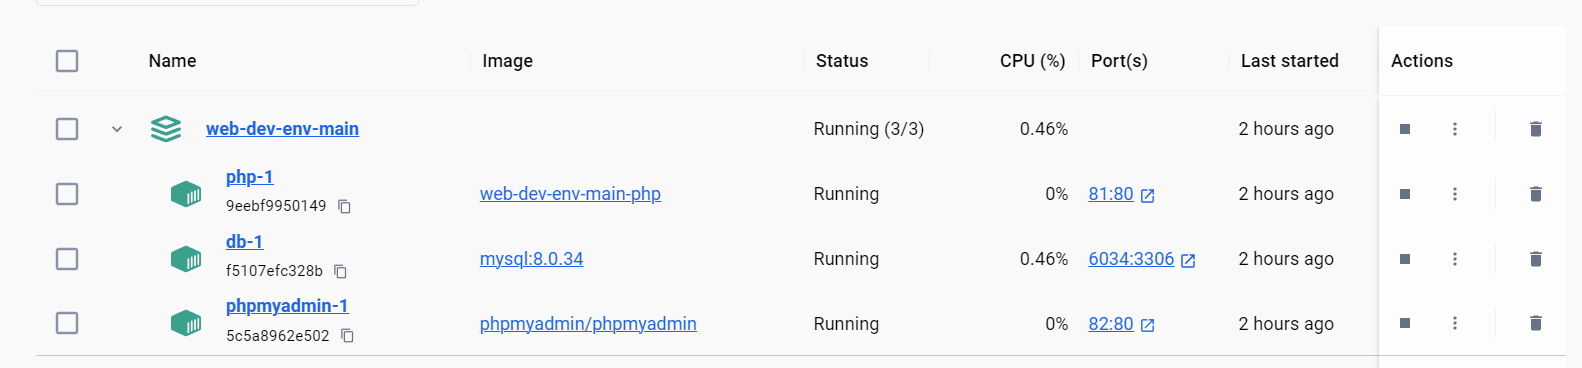 Name Image Status CPU (%) Port(s) Last started Actions
web-dev-env-main Running (3/3) 0.46% 2 hours ago
php-1
9eebf9950149 web-dev-env-main-php Running 0% 81:80 2 hours ago
db-1
f5107efc328b mysql:8.0.34 Running 0.46% 6034:3306 2 hours ago
phpmyadmin-1
5c5a8962e502 phpmyadmin/phpmyadmin Running 0% 82:80 2 hours ago